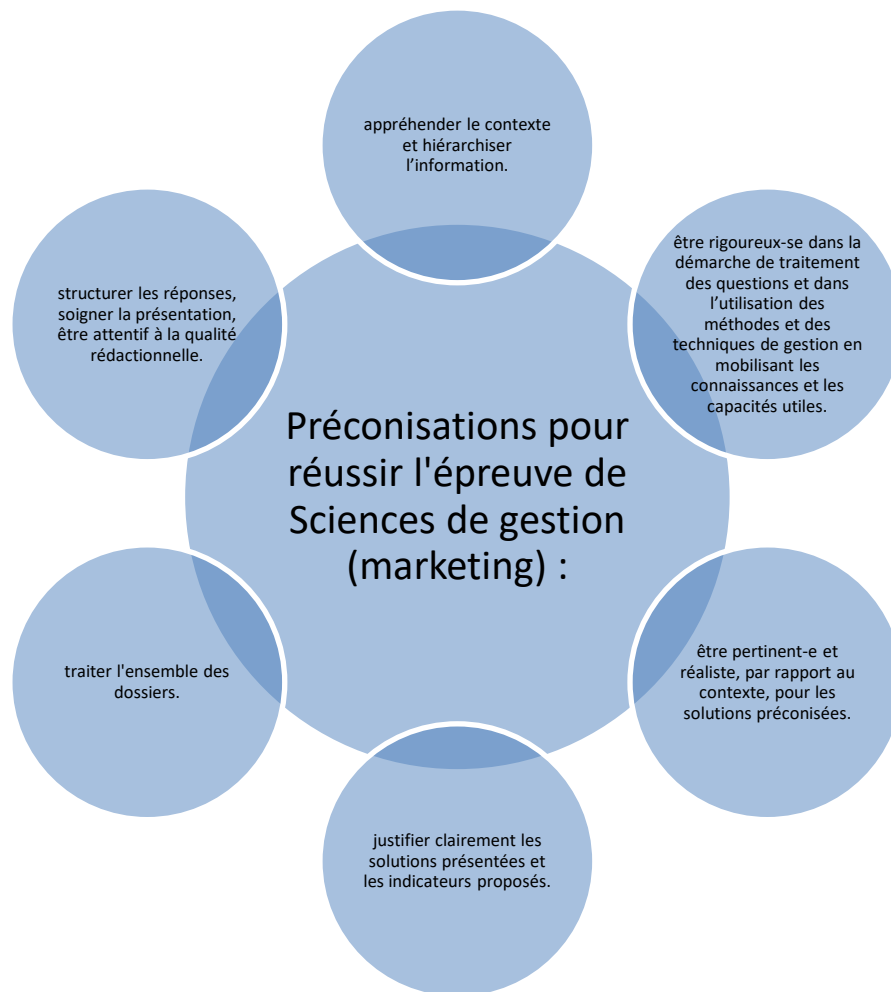 appréhender le contexte
et hiérarchiser
l’information.
être rigoureux-se dans la
démarche de traitement
des questions et dans
l’utilisation des
méthodes et des
techniques de gestion en
mobilisant les
connaissances et les
capacités utiles.
structurer les réponses,
soigner la présentation,
être attentif à la qualité
rédactionnelle.
Préconisations pour
réussir l'épreuve de
Sciences de gestion
(marketing) :
traiter l'ensemble des
dossiers.
être pertinent-e et
réaliste, par rapport au
contexte, pour les
solutions préconisées.
justifier clairement les
solutions présentées et
les indicateurs proposés.